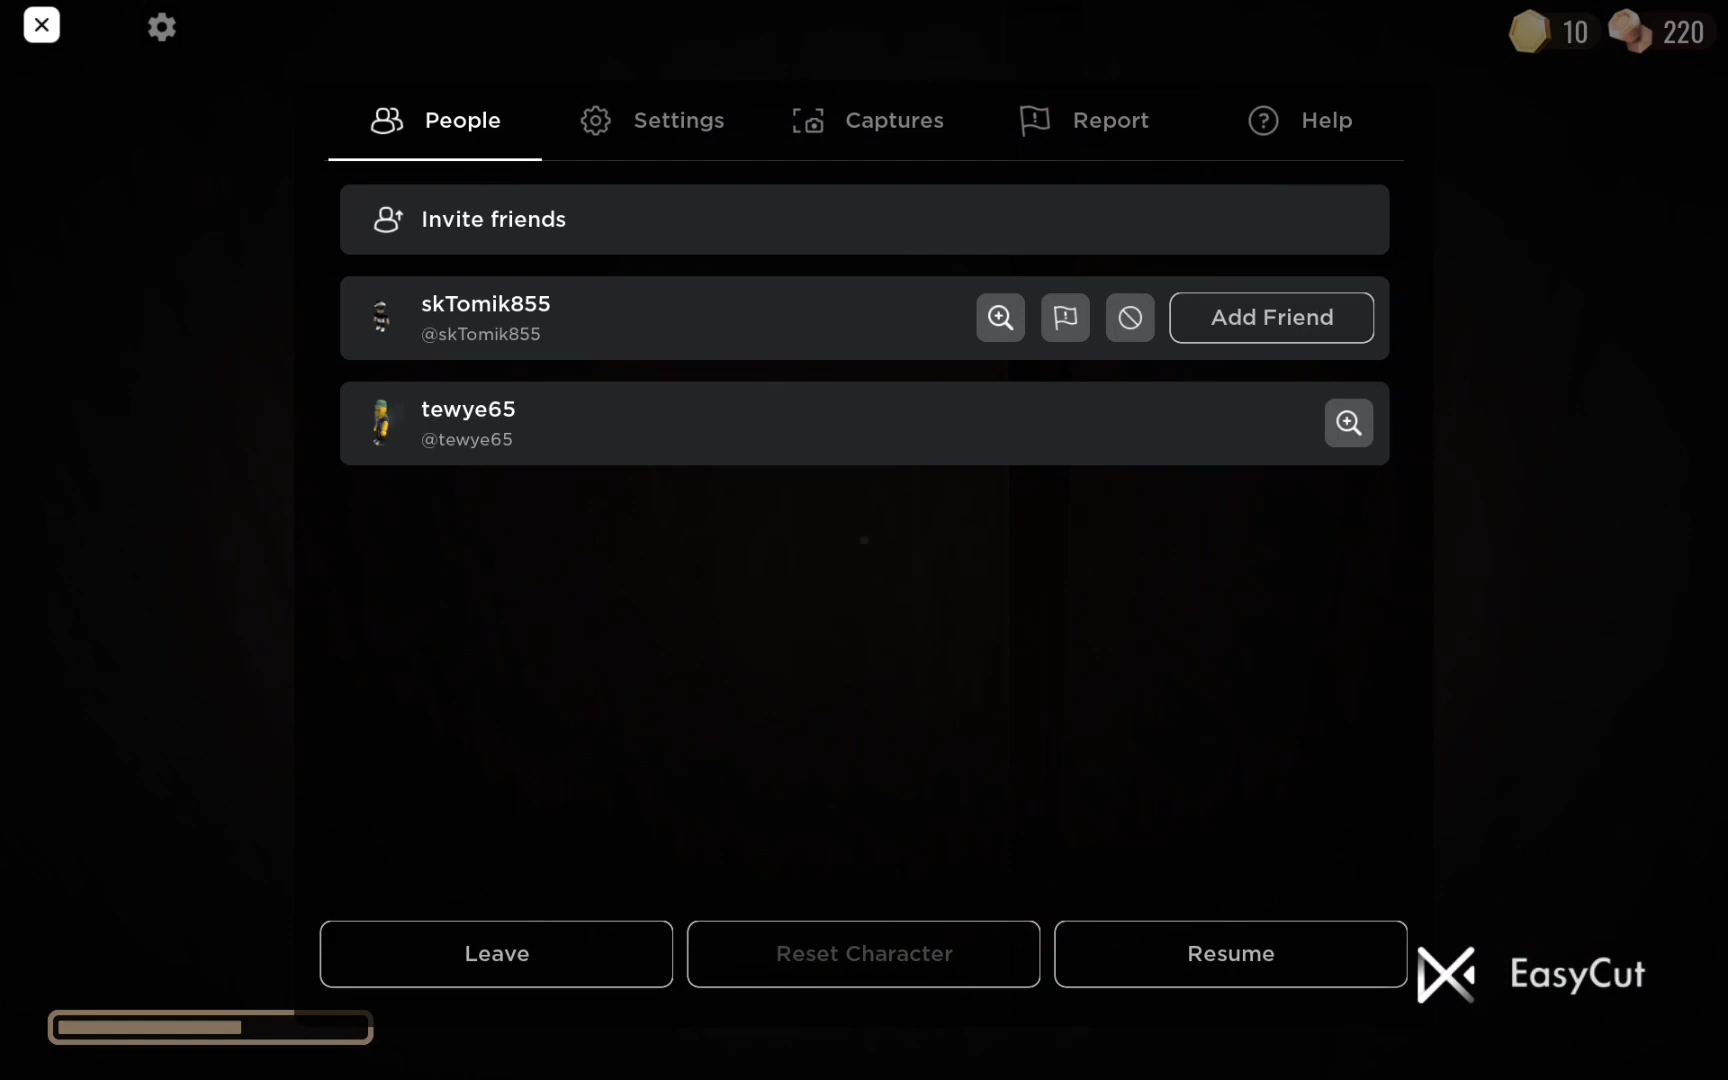 10
220
People
Settings
Captures
Report
Help
Invite friends
skTomik855
@skTomik855
Add Friend
tewye65
@tewye65
Leave
Reset Character
Resume
EasyCut